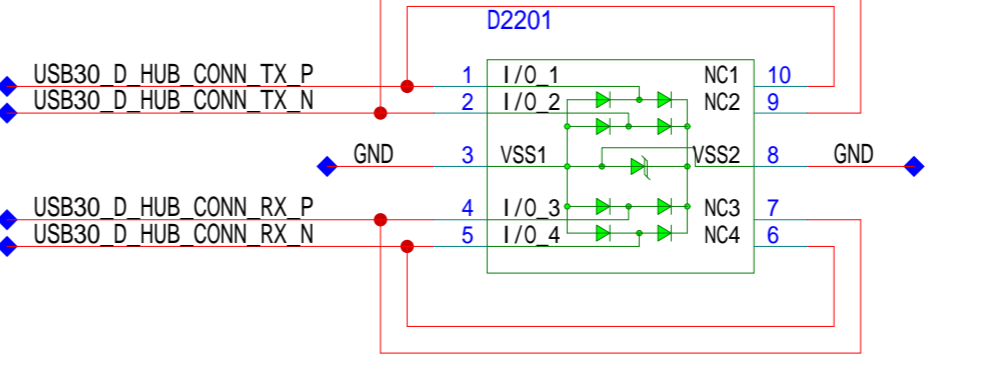 D2201
USB30_D_HUB_CONN_TX_P 1 I/O_1 NC1 10
USB30_D_HUB_CONN_TX_N 2 I/O_2 NC2 9
GND 3 VSS1 VSS2 8 GND
USB30_D_HUB_CONN_RX_P 4 I/O_3 NC3 7
USB30_D_HUB_CONN_RX_N 5 I/O_4 NC4 6